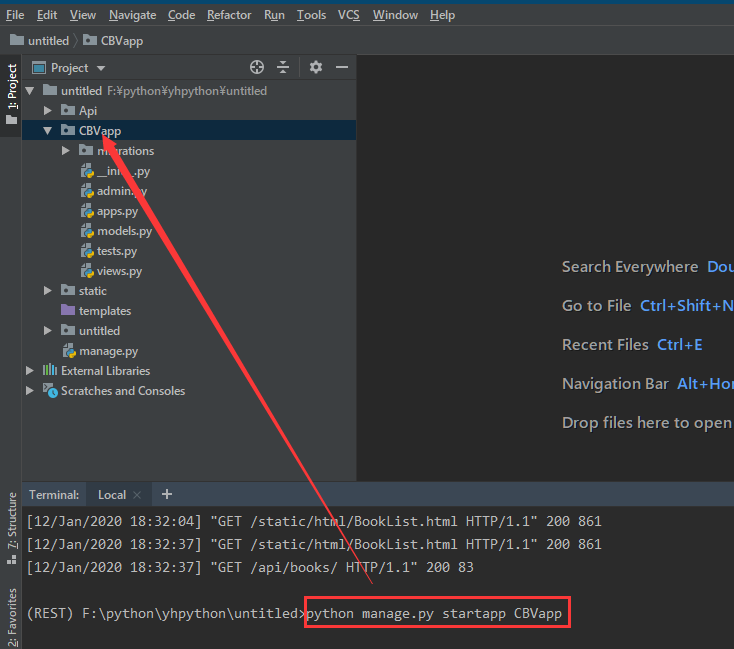 File Edit View Navigate Code Refactor Run Tools VCS Window Help
untitled CBVapp
1: Project
Project
untitled F:¥python¥yhpython¥untitled
Api
CBVapp
migrations
admin.py
apps.py
models.py
tests.py
views.py
static
templates
untitled
manage.py
External Libraries
Scratches and Consoles
Search Everywhere Dou
Go to File Ctrl+Shift+N
Recent Files Ctrl+E
Navigation Bar Alt+Ho
Drop files here to open
7: Structure
2: Favorites
Terminal: Local × +
[12/Jan/2020 18:32:04] "GET /static/html/BookList.html HTTP/1.1" 200 861
[12/Jan/2020 18:32:37] "GET /static/html/BookList.html HTTP/1.1" 200 861
[12/Jan/2020 18:32:37] "GET /api/books/ HTTP/1.1" 200 83
(REST) F:\python\yhpython\untitled>python manage.py startapp CBVapp